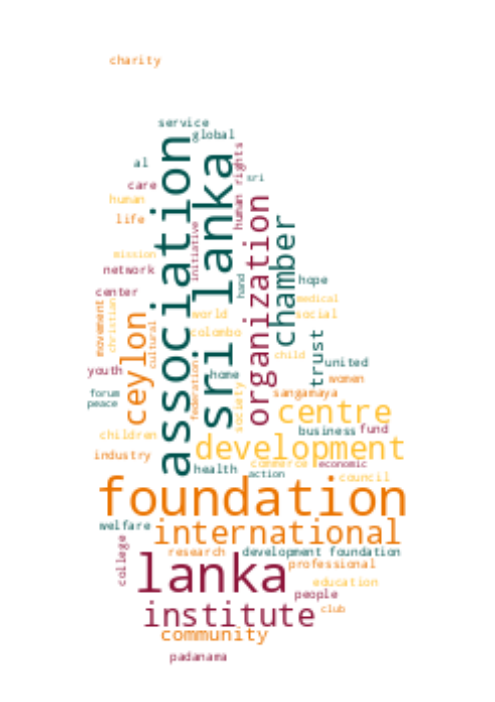 charity
service
global
association
sri lanka
human rights
al
sri
care
human
organization
life
chamber
initiative
mission
network
hope
hand
center
medical
movement
christian
ceylon
cultural
world
social
colombo
trust
child
united
home
youth
federation
women
forum
peace
society
sangamaya
centre
children
business
fund
development
industry
health
commerce
economic
action
council
foundation
welfare
international
college
research
development foundation
lanka
professional
education
people
institute
club
community
padanama